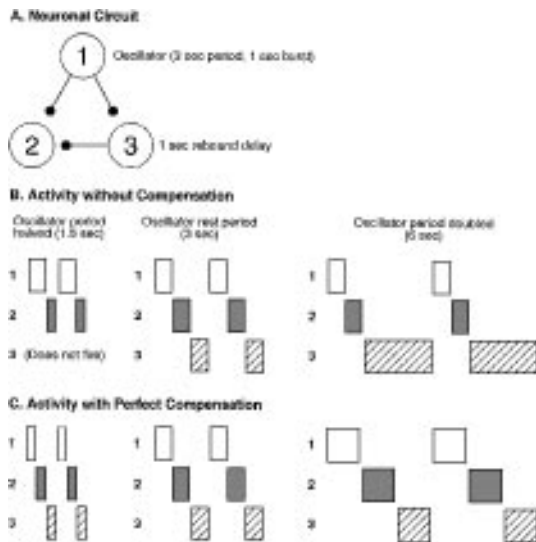 A. Neuronal Circuit
1
Oscillator (3 sec period, 1 sec burst)
2
3
1 sec rebound delay
B. Activity without Compensation
Oscillator period halved (1.5 sec)
Oscillator rest period (3 sec)
Oscillator period doubled (6 sec)
1
1
1
2
2
2
3 (Does not fire)
3
3
C. Activity with Perfect Compensation
1
1
1
2
2
2
3
3
3